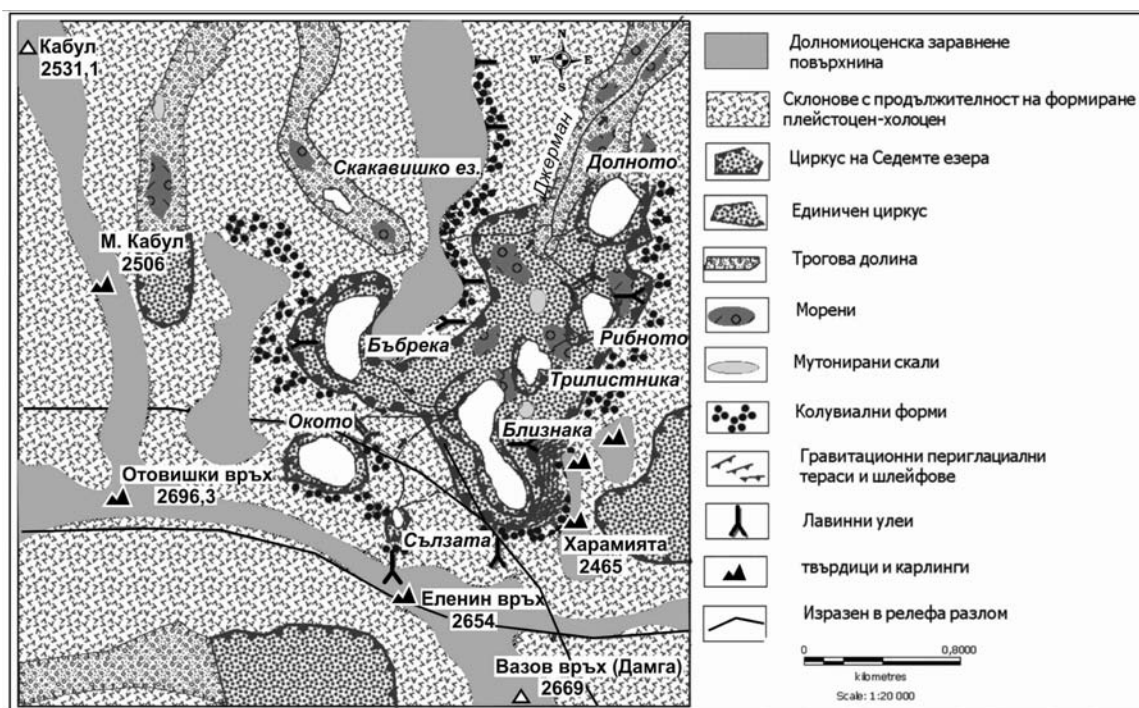 Кабул
2531,1
N
W E
S
Скакавишко ез.
Джерман
Долното
М. Кабул
2506
Бъбрека
Рибното
Трилистника
Окото
Близнака
Отовишки връх
2696,3
Сълзата
Харамията
2465
Еленин връх
2654
Вазов връх (Дамга)
2669
Долномиоценска заравнене
повърхнина
Склонове с продължителност на формиране
плейстоцен-холоцен
Циркус на Седемте езера
Единичен циркус
Трогова долина
Морени
Мутонирани скали
Колувиални форми
Гравитационни периглациални
тераси и шлейфове
Лавинни улеи
твърдици и карлинги
Изразен в релефа разлом
0 0,8000
kilometres
Scale: 1:20 000